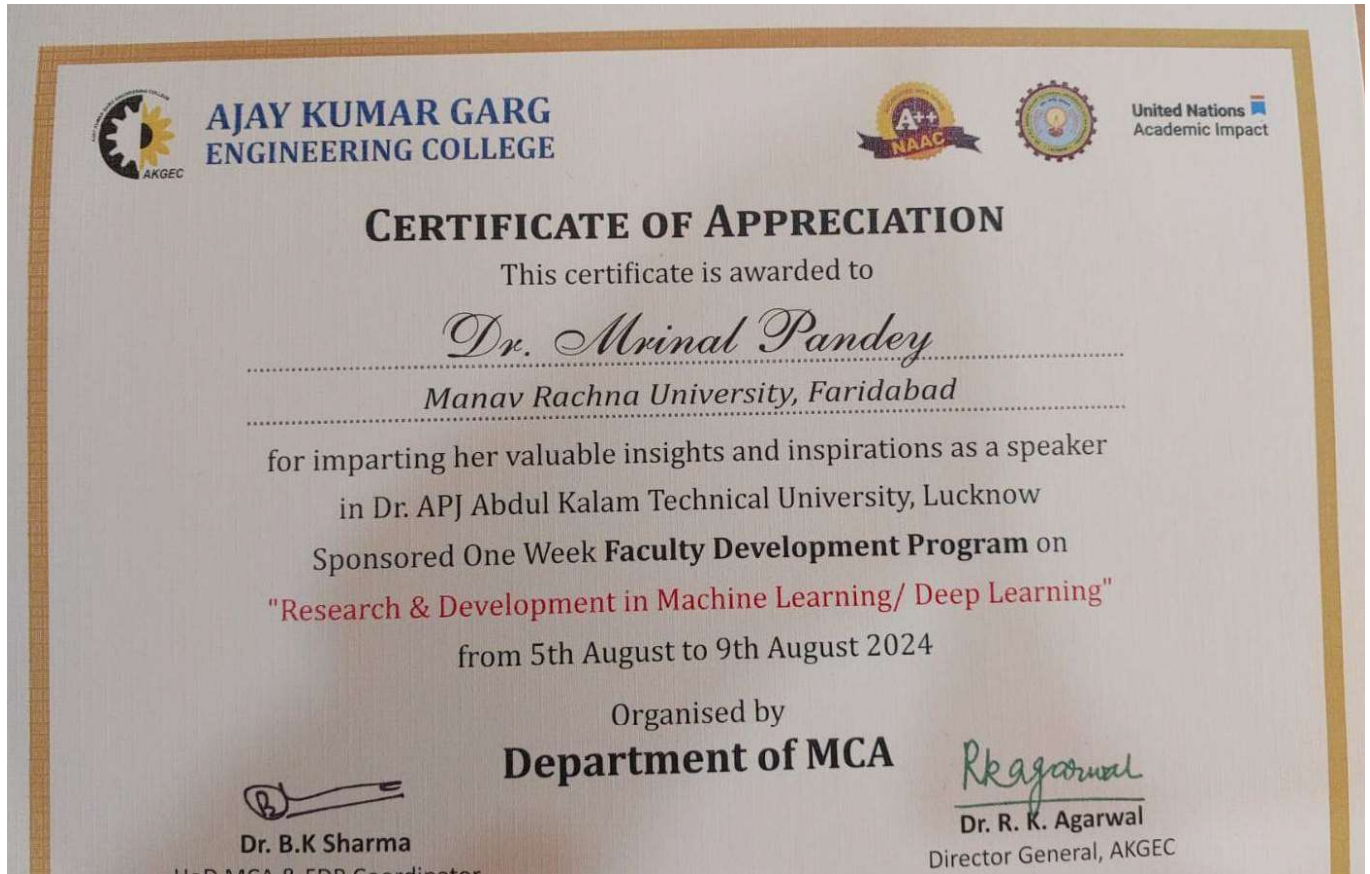 AJAY KUMAR GARG
ENGINEERING COLLEGE
AKGEC
A++
NAAC
United Nations
Academic Impact
CERTIFICATE OF APPRECIATION
This certificate is awarded to
Dr. Mrinal Pandey
Manav Rachna University, Faridabad
for imparting her valuable insights and inspirations as a speaker
in Dr. APJ Abdul Kalam Technical University, Lucknow
Sponsored One Week Faculty Development Program on
"Research & Development in Machine Learning/ Deep Learning"
from 5th August to 9th August 2024
Organised by
Department of MCA
Rkagarwal
Dr. B.K Sharma
HoD MCA & FDP Coordinator
Dr. R. K. Agarwal
Director General, AKGEC